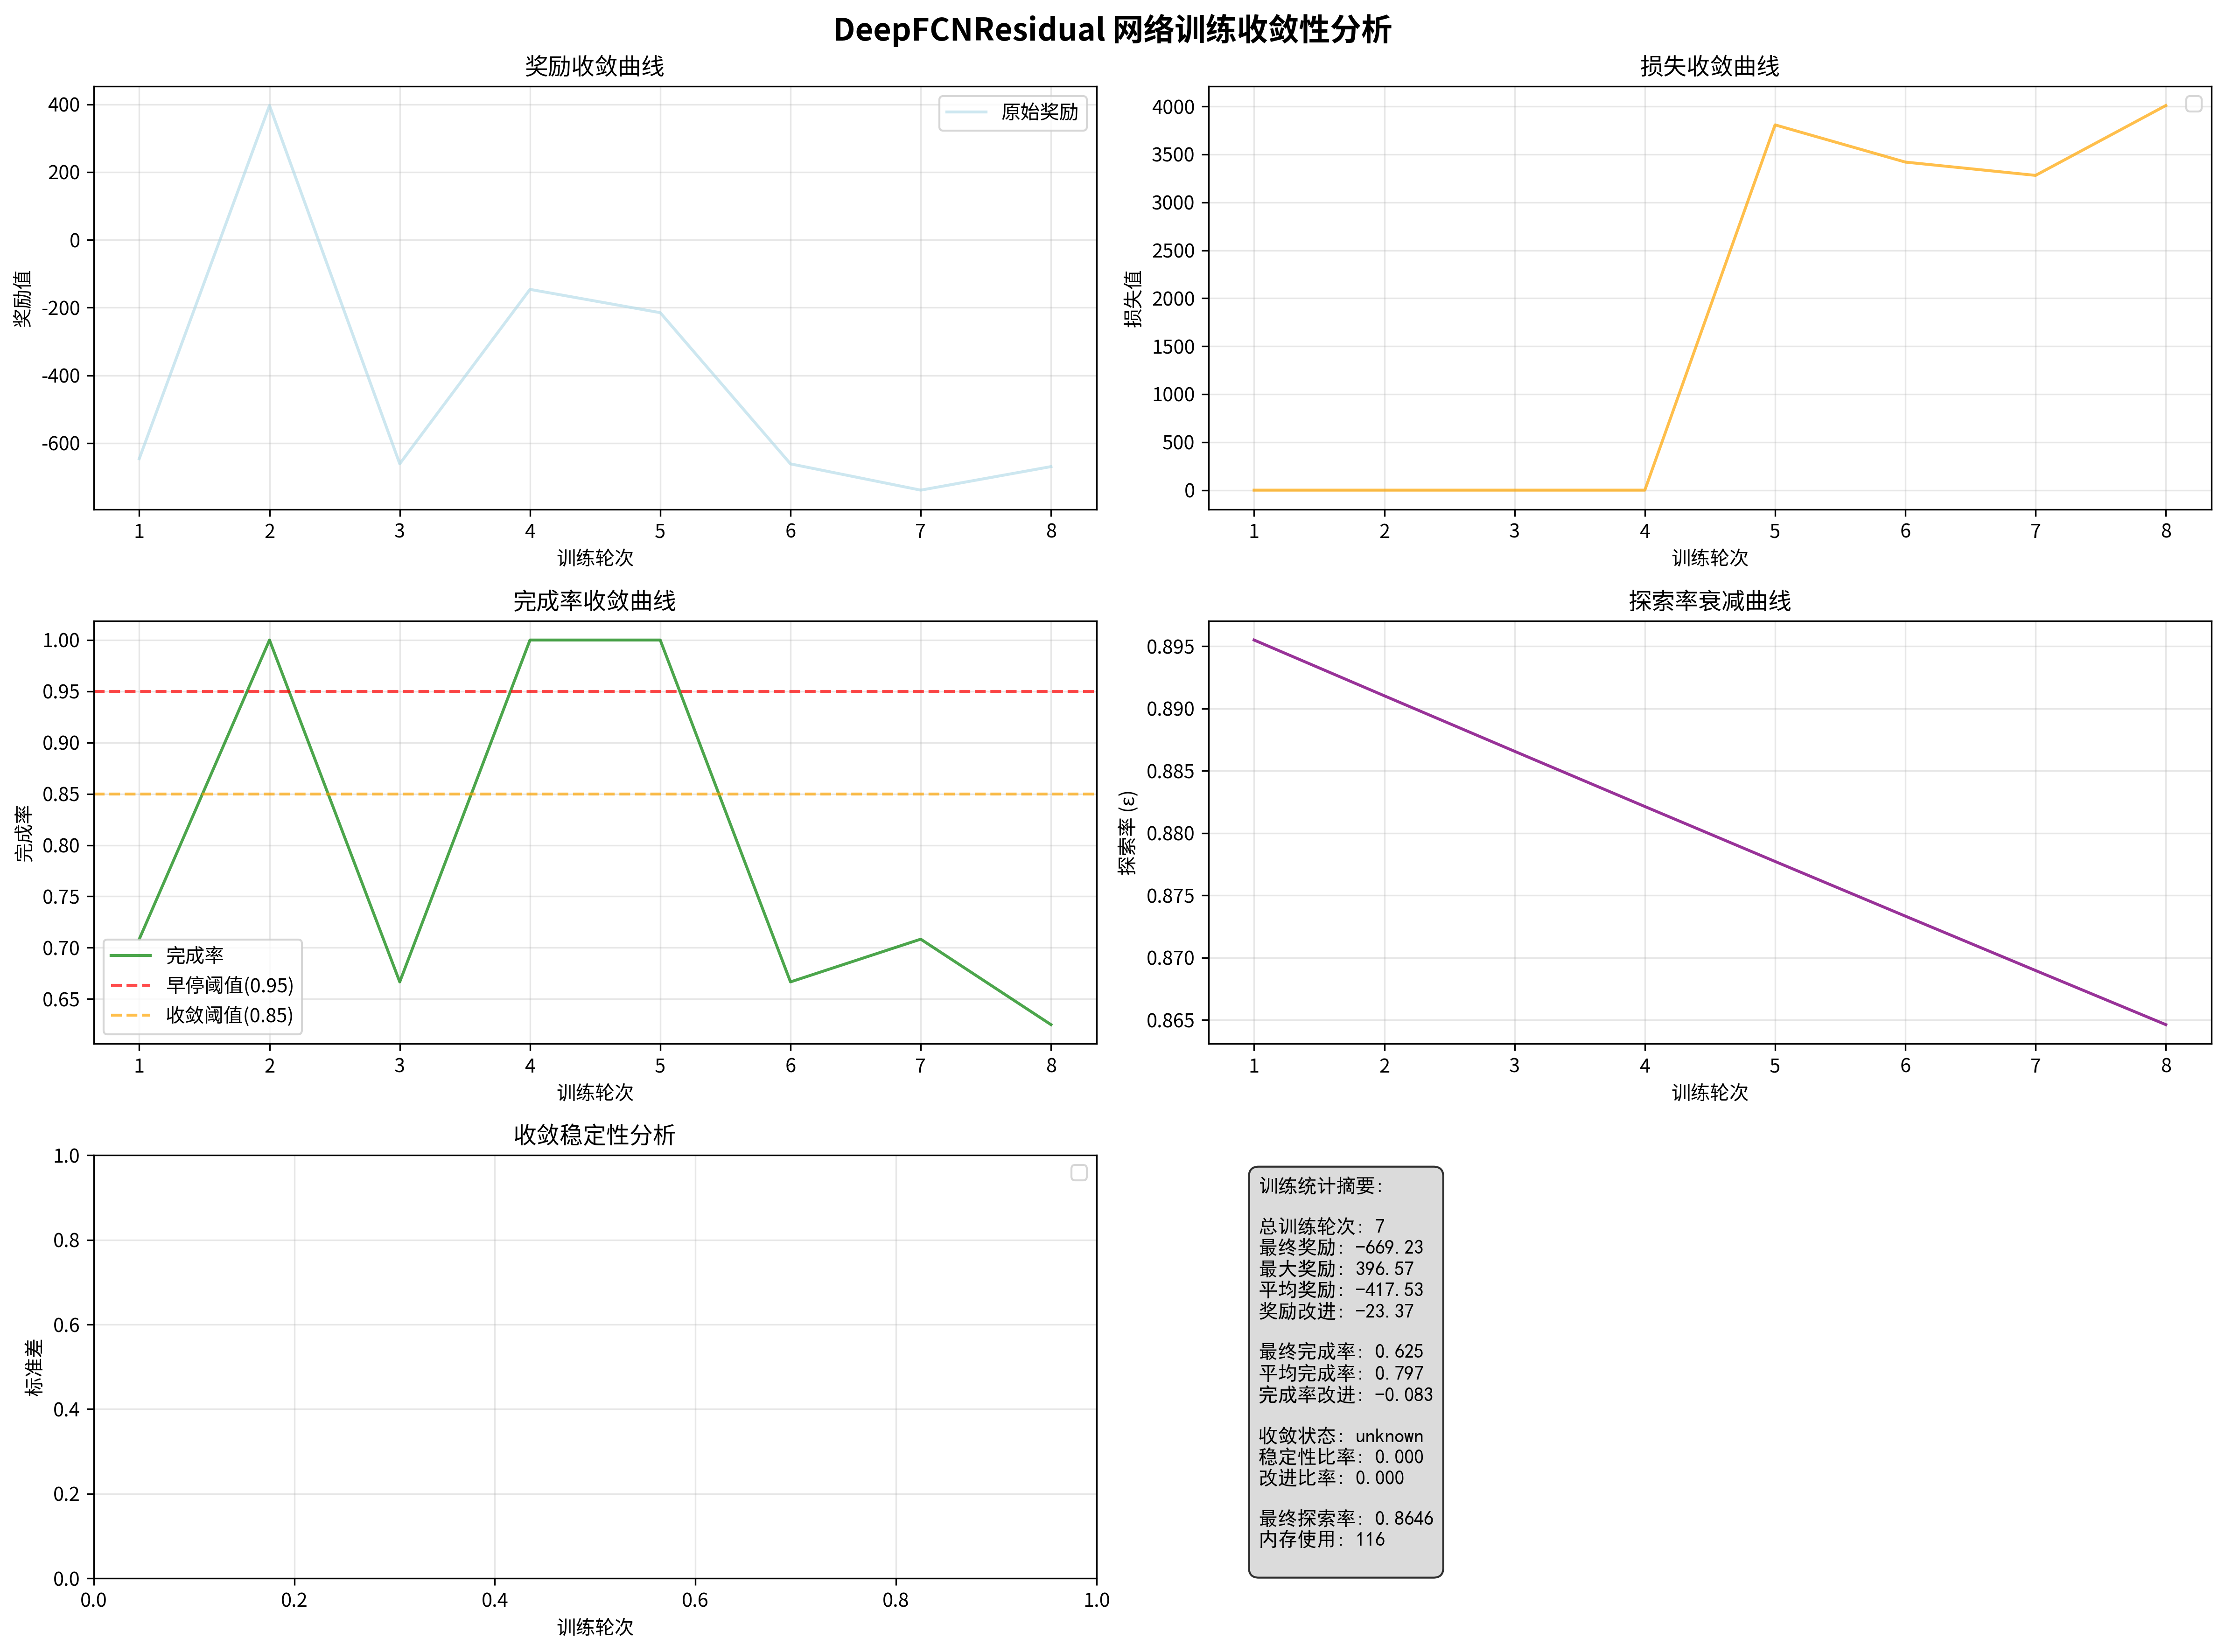 DeepFCNResidual 网络训练收敛性分析
奖励收敛曲线
400
200
0
-200
-400
-600
奖励值
原始奖励
1 2 3 4 5 6 7 8
训练轮次
损失收敛曲线
4000
3500
3000
2500
2000
1500
1000
500
0
损失值
1 2 3 4 5 6 7 8
训练轮次
完成率收敛曲线
1.00
0.95
0.90
0.85
0.80
0.75
0.70
0.65
完成率
完成率
早停阈值(0.95)
收敛阈值(0.85)
1 2 3 4 5 6 7 8
训练轮次
探索率衰减曲线
0.895
0.890
0.885
0.880
0.875
0.870
0.865
探索率 (ε)
1 2 3 4 5 6 7 8
训练轮次
收敛稳定性分析
1.0
0.8
0.6
0.4
0.2
0.0
标准差
0.0 0.2 0.4 0.6 0.8 1.0
训练轮次
训练统计摘要:
总训练轮次: 7
最终奖励: -669.23
最大奖励: 396.57
平均奖励: -417.53
奖励改进: -23.37
最终完成率: 0.625
平均完成率: 0.797
完成率改进: -0.083
收敛状态: unknown
稳定性比率: 0.000
改进比率: 0.000
最终探索率: 0.8646
内存使用: 116